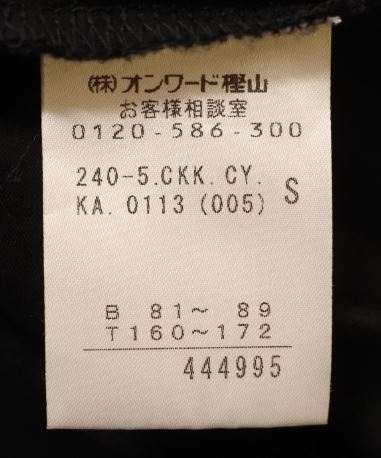 (株)オンワード樫山
お客様相談室
0120-586-300
240-5.CKK.CY.
KA.0113(005) S
B 81〜 89
T160〜172
444995